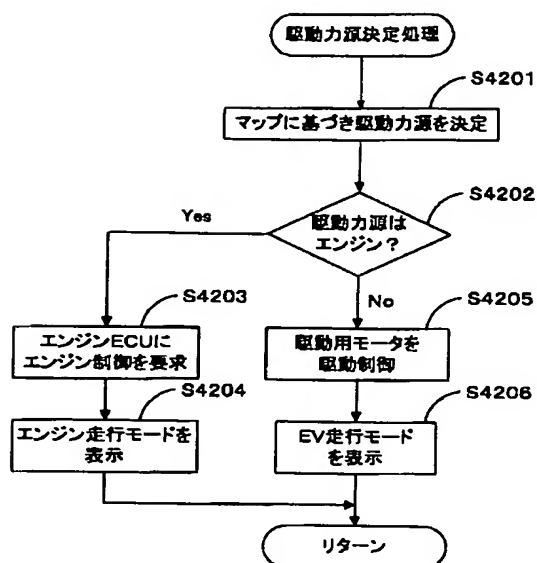 駆動力源決定処理
S4201
マップに基づき駆動力源を決定
S4202
駆動力源は
エンジン?
Yes
No
S4203
エンジンECUに
エンジン制御を要求
S4205
駆動用モータを
駆動制御
S4204
エンジン走行モードを
表示
S4206
EV走行モード
を表示
リターン